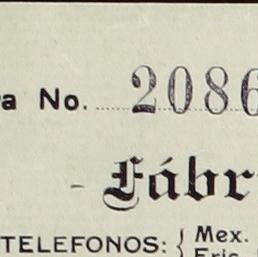 a No. 2086
- Fábr
TELEFONOS: { Mex.
Eric.